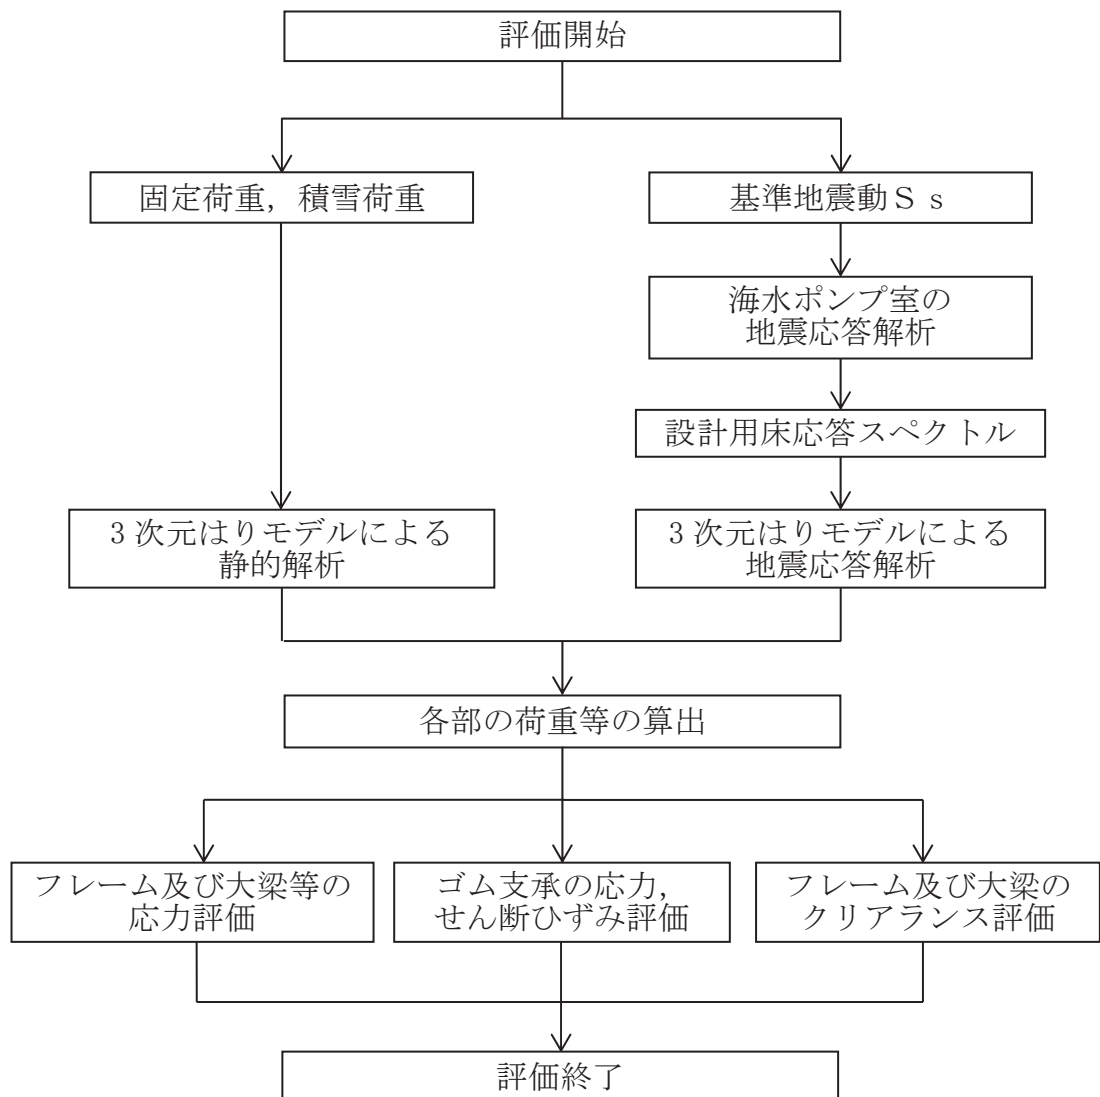 評価開始
固定荷重，積雪荷重
基準地震動Ｓｓ
海水ポンプ室の
地震応答解析
設計用床応答スペクトル
3次元はりモデルによる
静的解析
3次元はりモデルによる
地震応答解析
各部の荷重等の算出
フレーム及び大梁等の
応力評価
ゴム支承の応力，
せん断ひずみ評価
フレーム及び大梁の
クリアランス評価
評価終了